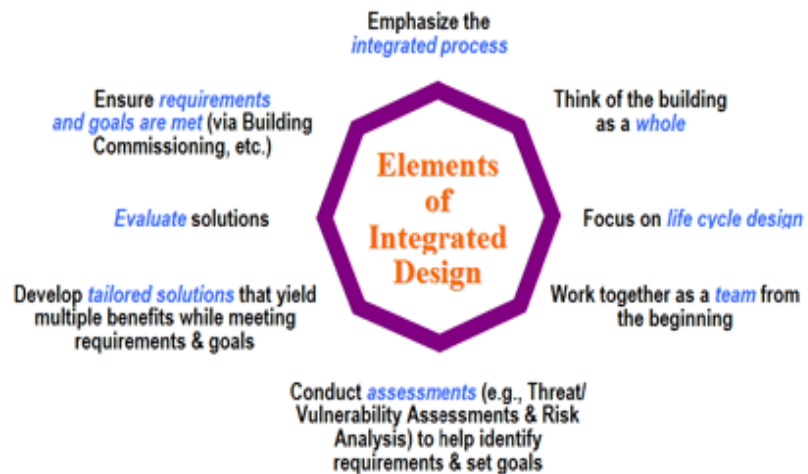 Emphasize the
integrated process
Think of the building
as a whole
Focus on life cycle design
Work together as a team from
the beginning
Conduct assessments (e.g., Threat/
Vulnerability Assessments & Risk
Analysis) to help identify
requirements & set goals
Develop tailored solutions that yield
multiple benefits while meeting
requirements & goals
Evaluate solutions
Ensure requirements
and goals are met (via Building
Commissioning, etc.)
Elements
of
Integrated
Design